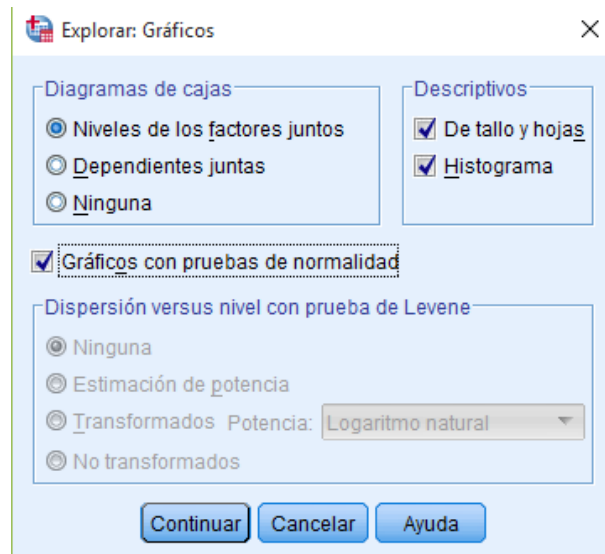 Explorar: Gráficos
Diagramas de cajas
Niveles de los factores juntos
Dependientes juntas
Ninguna
Descriptivos
De tallo y hojas
Histograma
Gráficos con pruebas de normalidad
Dispersión versus nivel con prueba de Levene
Ninguna
Estimación de potencia
Transformados Potencia: Logaritmo natural
No transformados
Continuar Cancelar Ayuda